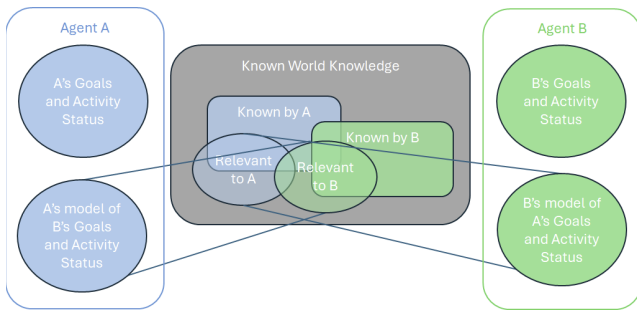 Agent A
A's Goals
and Activity
Status
A's model of
B's Goals
and Activity
Status
Known World Knowledge
Known by A
Known by B
Relevant
to A
Relevant
to B
Agent B
B's Goals
and Activity
Status
B's model of
A's Goals
and Activity
Status